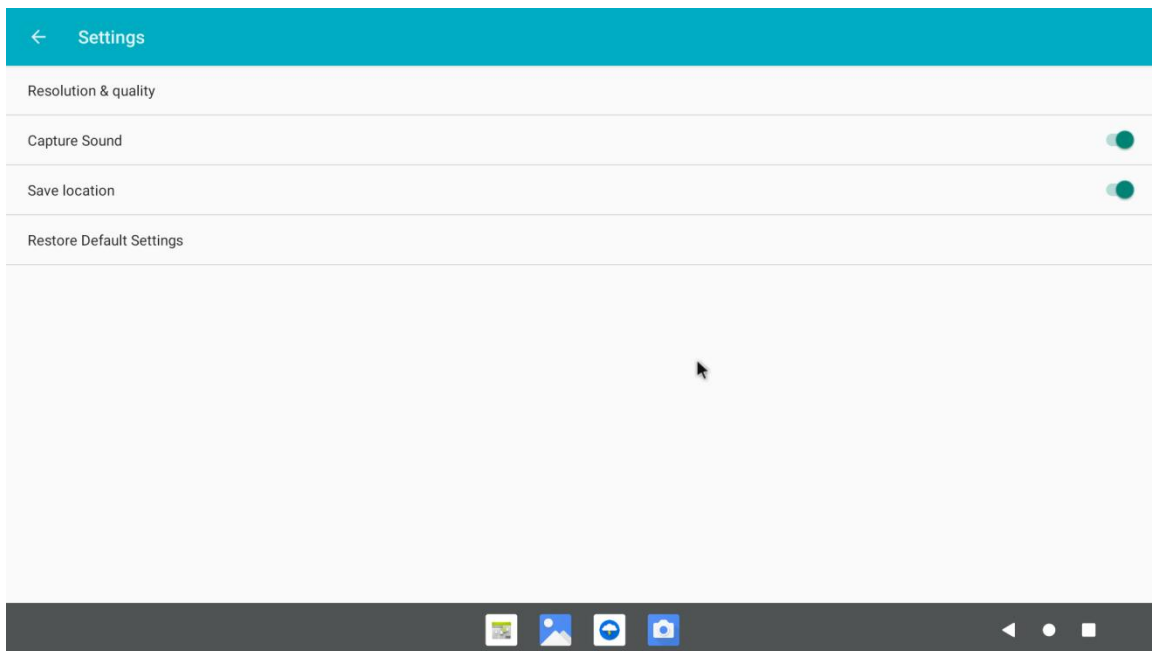 Settings
Resolution & quality
Capture Sound
Save location
Restore Default Settings